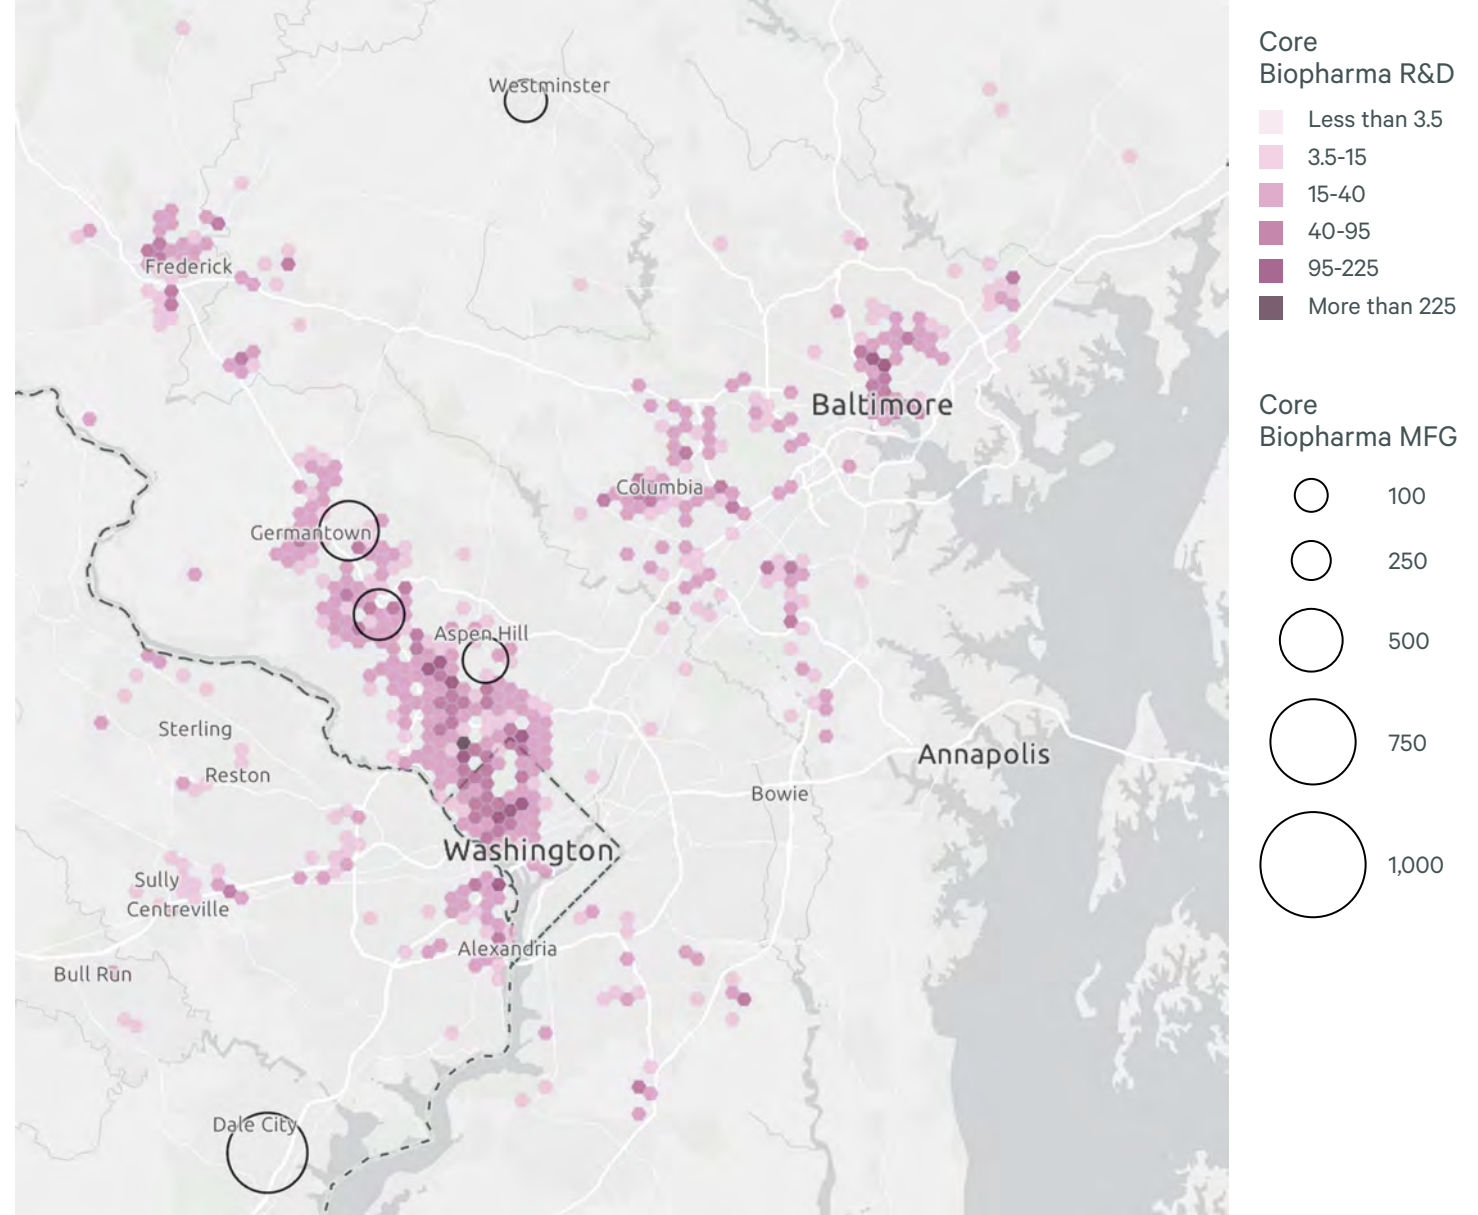 Westminster
Frederick
Baltimore
Columbia
Germantown
Aspen Hill
Sterling
Reston
Annapolis
Bowie
Washington
Sully
Centreville
Alexandria
Bull Run
Dale City
Core
Biopharma R&D
Less than 3.5
3.5-15
15-40
40-95
95-225
More than 225
Core
Biopharma MFG
100
250
500
750
1,000